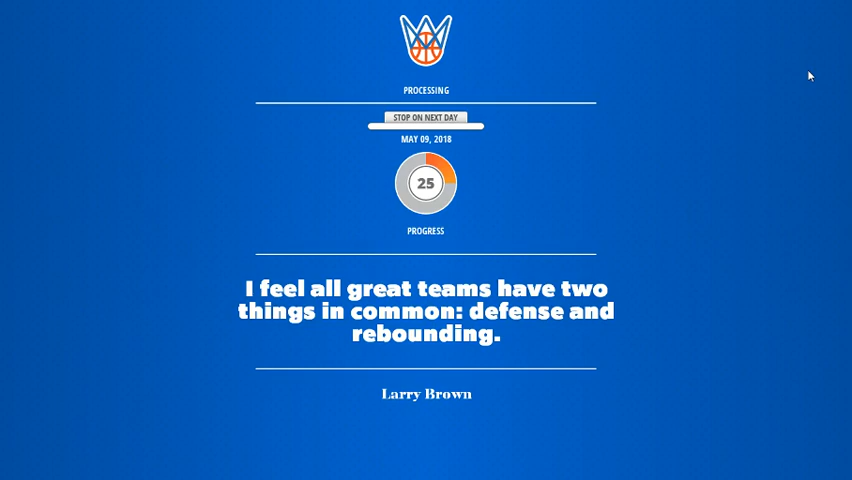 PROCESSING
STOP ON NEXT DAY
MAY 09, 2018
25
PROGRESS
I feel all great teams have two
things in common: defense and
rebounding.
Larry Brown